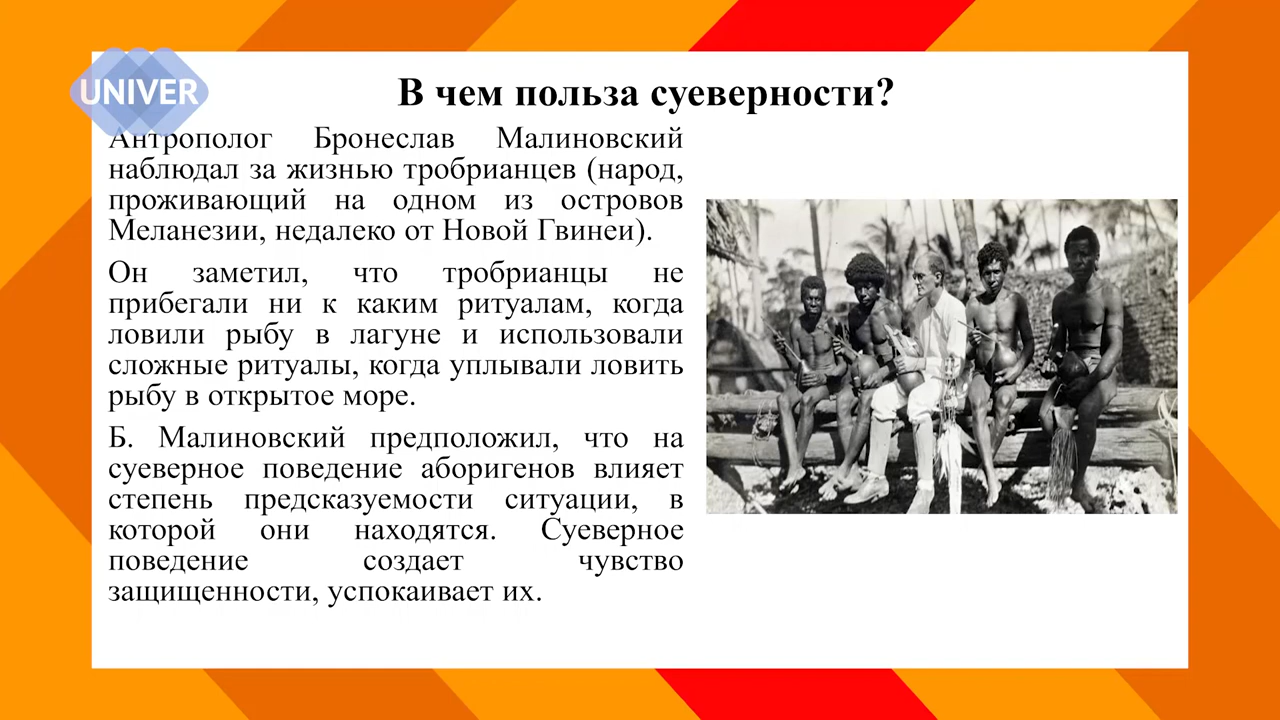 UNIVER
В чем польза суеверности?
Антрополог Бронеслав Малиновский
наблюдал за жизнью тробрианцев (народ,
проживающий на одном из островов
Меланезии, недалеко от Новой Гвинеи).
Он заметил, что тробрианцы не
прибегали ни к каким ритуалам, когда
ловили рыбу в лагуне и использовали
сложные ритуалы, когда уплывали ловить
рыбу в открытое море.
Б. Малиновский предположил, что на
суеверное поведение аборигенов влияет
степень предсказуемости ситуации, в
которой они находятся. Суеверное
поведение создает чувство
защищенности, успокаивает их.